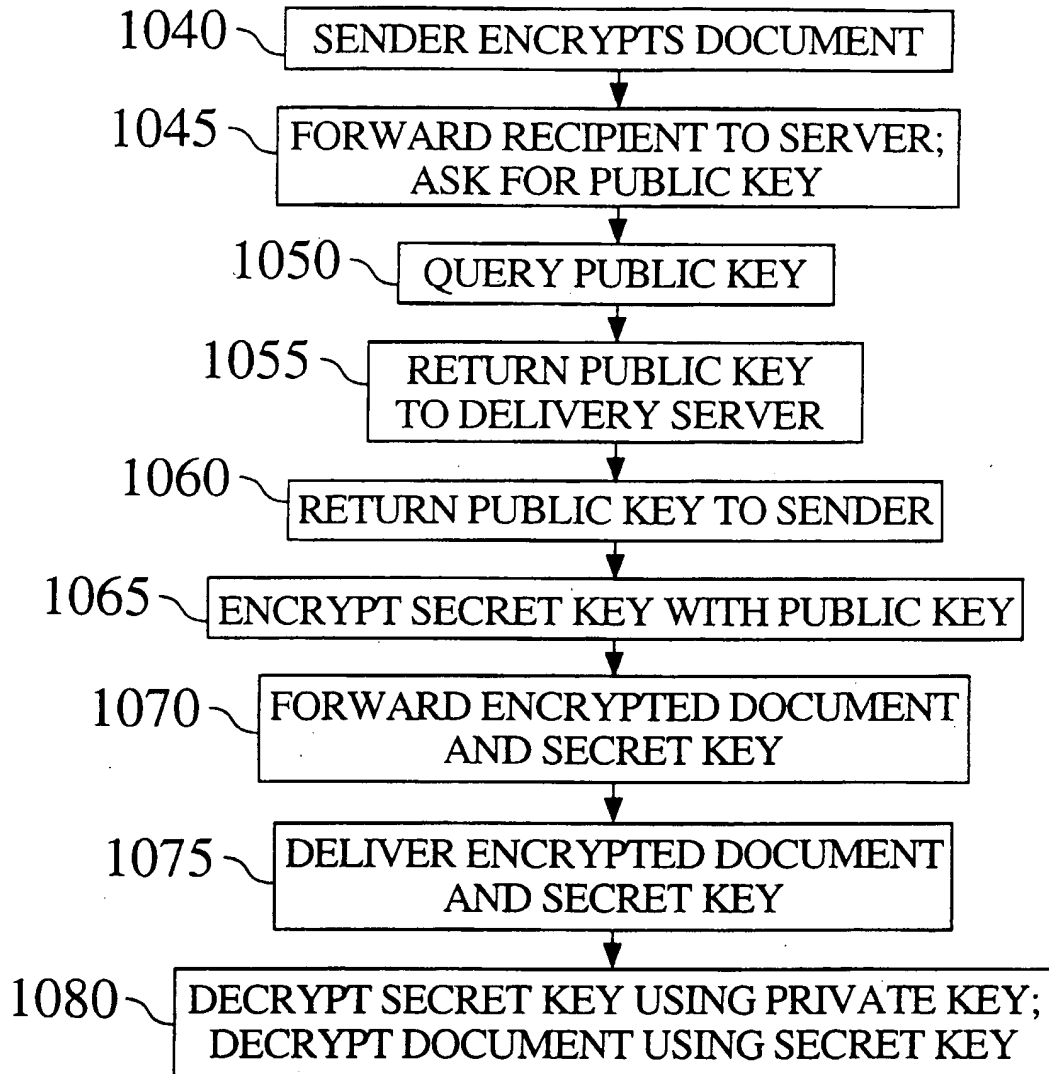 1040 SENDER ENCRYPTS DOCUMENT
1045 FORWARD RECIPIENT TO SERVER;
ASK FOR PUBLIC KEY
1050 QUERY PUBLIC KEY
1055 RETURN PUBLIC KEY
TO DELIVERY SERVER
1060 RETURN PUBLIC KEY TO SENDER
1065 ENCRYPT SECRET KEY WITH PUBLIC KEY
1070 FORWARD ENCRYPTED DOCUMENT
AND SECRET KEY
1075 DELIVER ENCRYPTED DOCUMENT
AND SECRET KEY
1080 DECRYPT SECRET KEY USING PRIVATE KEY;
DECRYPT DOCUMENT USING SECRET KEY